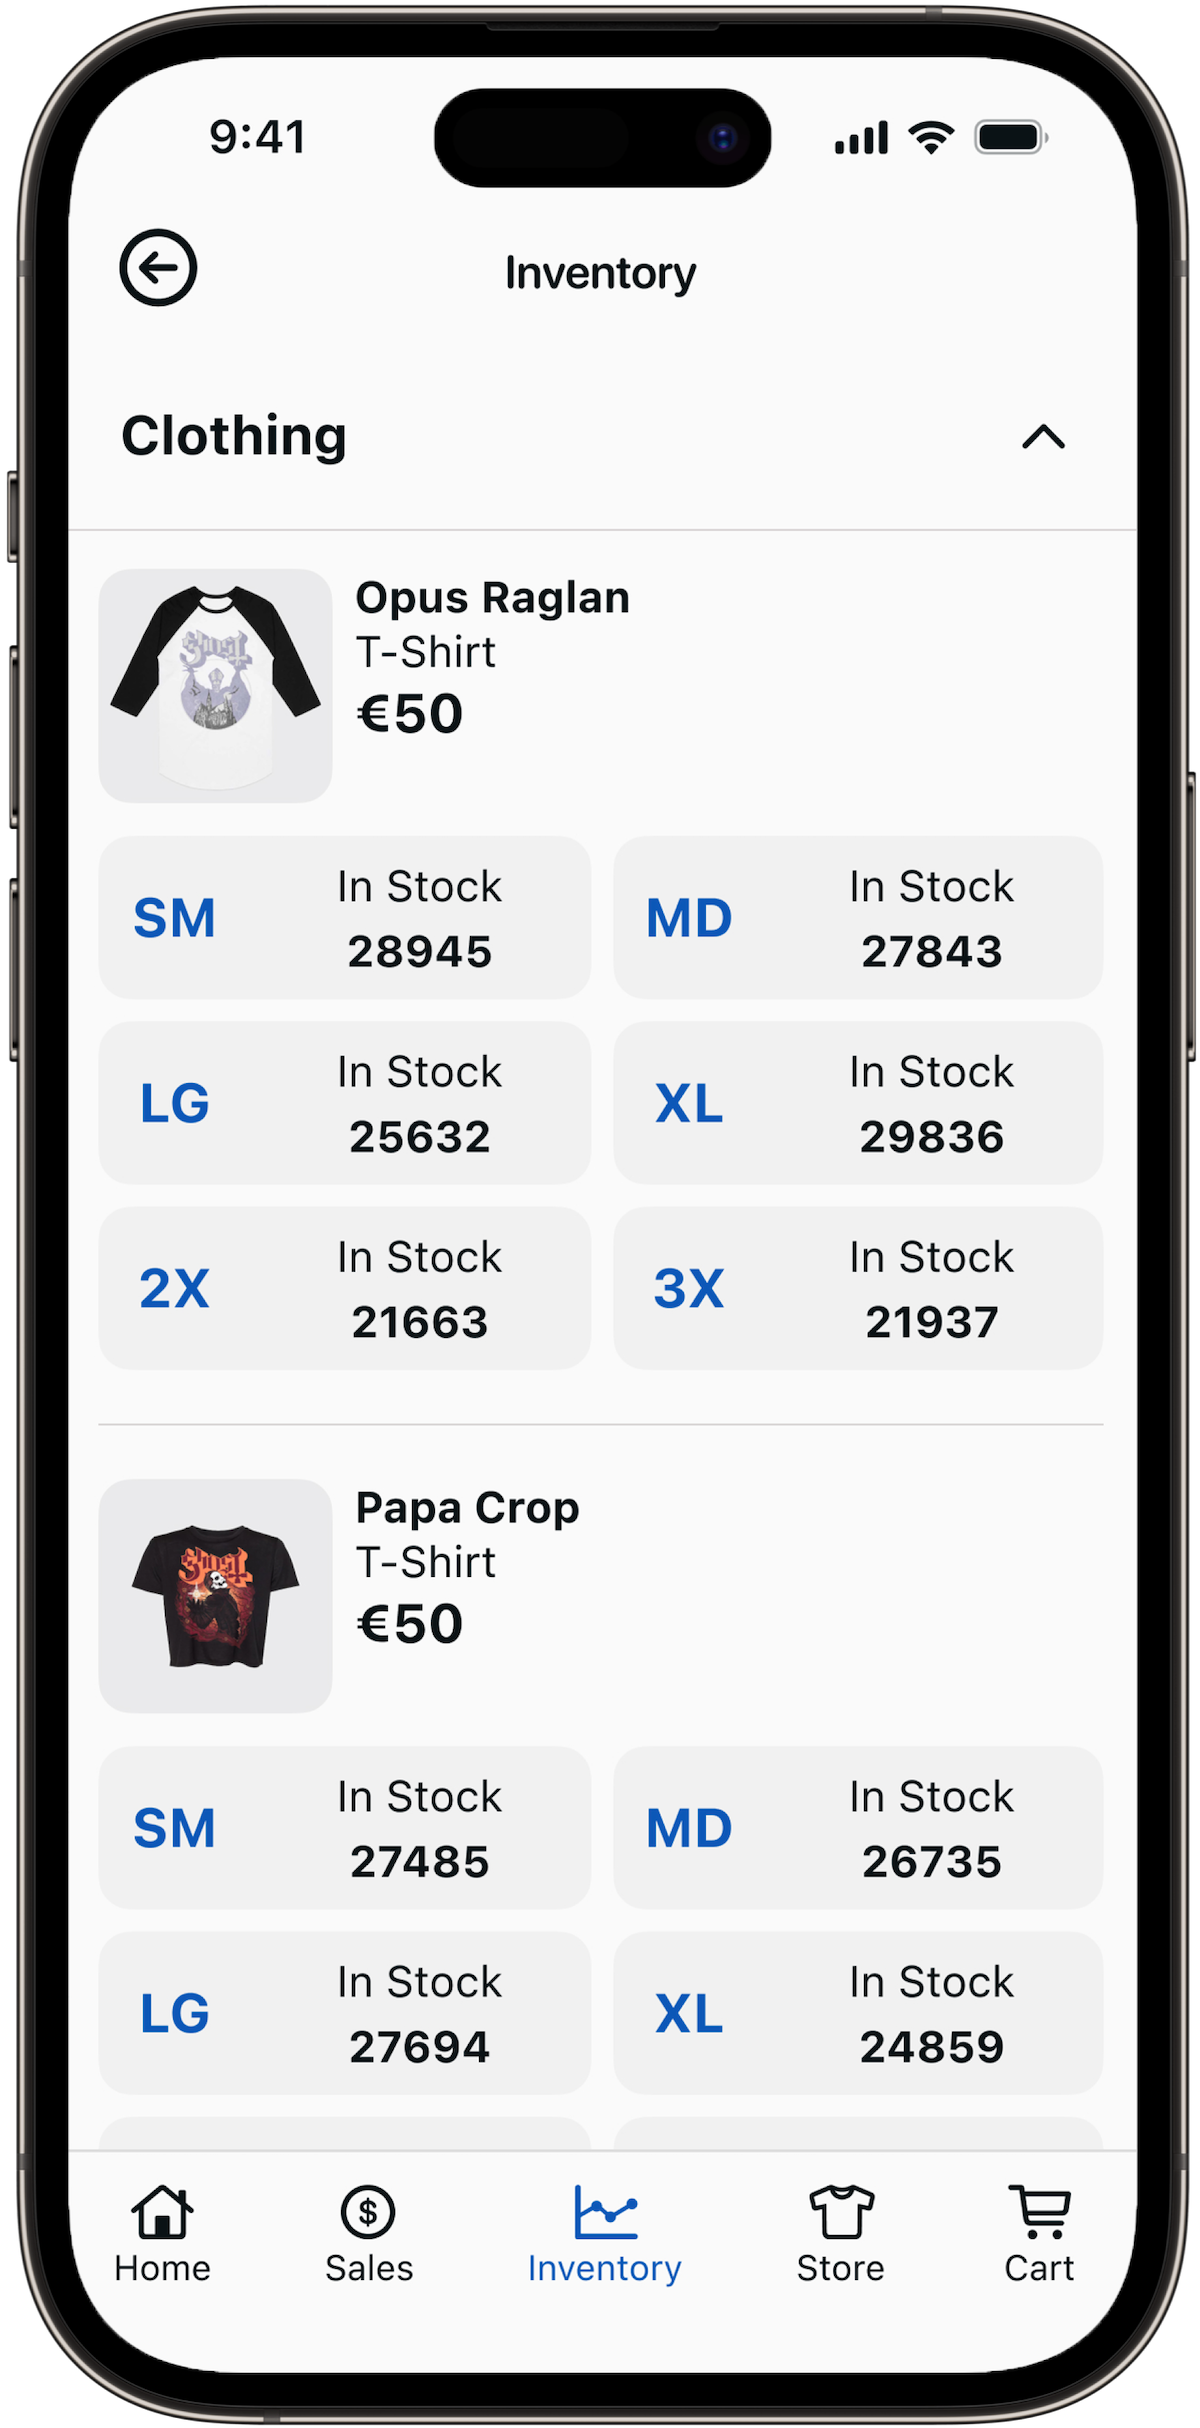 9:41
Inventory
Clothing
Ghost
Opus Raglan
T-Shirt
€50
SM
In Stock
28945
MD
In Stock
27843
LG
In Stock
25632
XL
In Stock
29836
2X
In Stock
21663
3X
In Stock
21937
Ghost
Papa Crop
T-Shirt
€50
SM
In Stock
27485
MD
In Stock
26735
LG
In Stock
27694
XL
In Stock
24859
$
Home
Sales
Inventory
Store
Cart